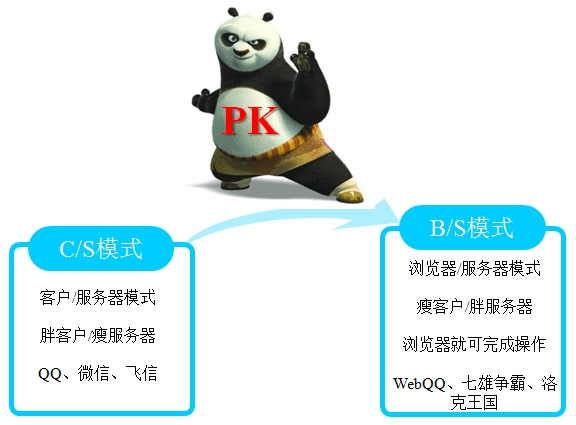 PK
C/S模式
客户/服务器模式
胖客户/瘦服务器
QQ、微信、飞信
B/S模式
浏览器/服务器模式
瘦客户/胖服务器
浏览器就可完成操作
WebQQ、七雄争霸、洛
克王国